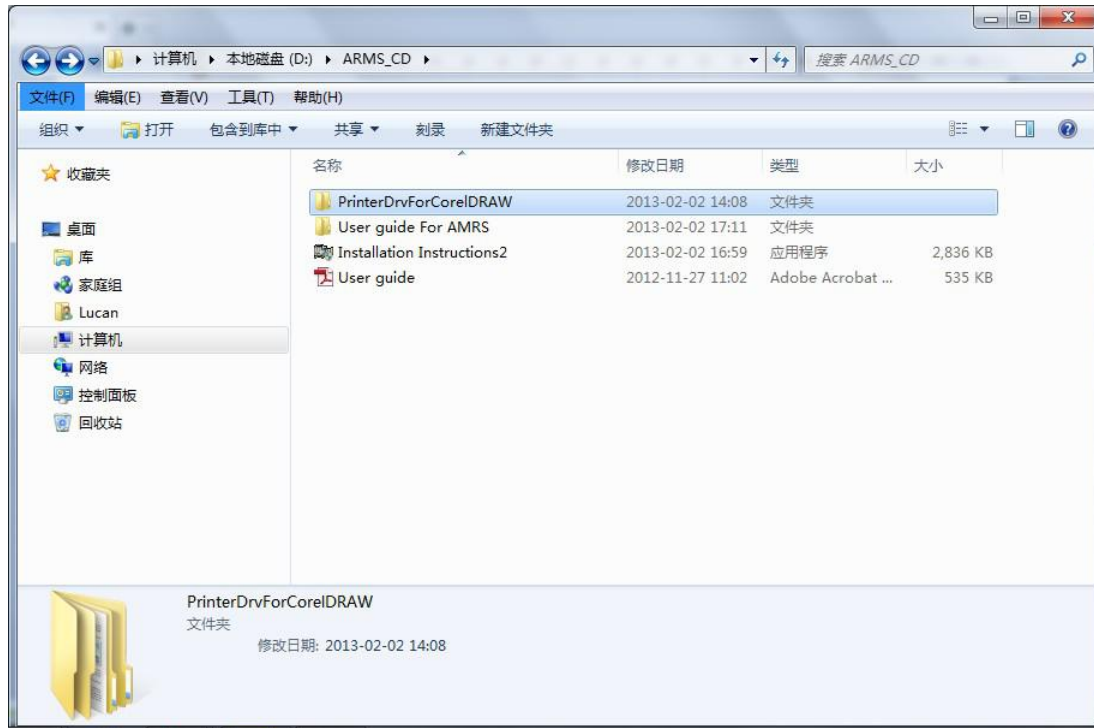 计算机 本地磁盘 (D:) ARMS_CD 搜索 ARMS_CD
文件(F) 编辑(E) 查看(V) 工具(T) 帮助(H)
组织 打开 包含到库中 共享 刻录 新建文件夹
收藏夹
桌面
库
家庭组
Lucan
计算机
网络
控制面板
回收站
名称 修改日期 类型 大小
PrinterDrvForCorelDRAW 2013-02-02 14:08 文件夹
User guide For AMRS 2013-02-02 17:11 文件夹
Installation Instructions2 2013-02-02 16:59 应用程序 2,836 KB
User guide 2012-11-27 11:02 Adobe Acrobat ... 535 KB
PrinterDrvForCorelDRAW
文件夹
修改日期: 2013-02-02 14:08